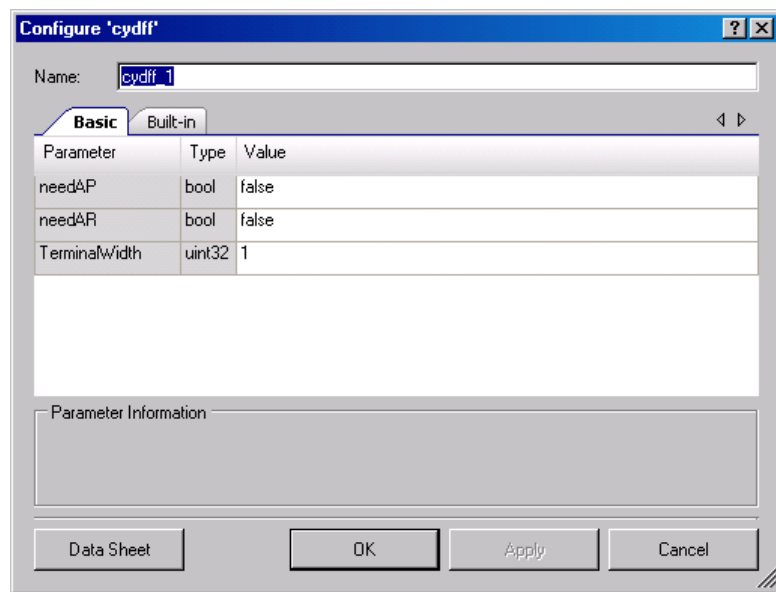 Configure 'cydff'
Name: cydff_1
Basic Built-in
Parameter Type Value
needAP bool false
needAR bool false
TerminalWidth uint32 1
Parameter Information
Data Sheet OK Apply Cancel